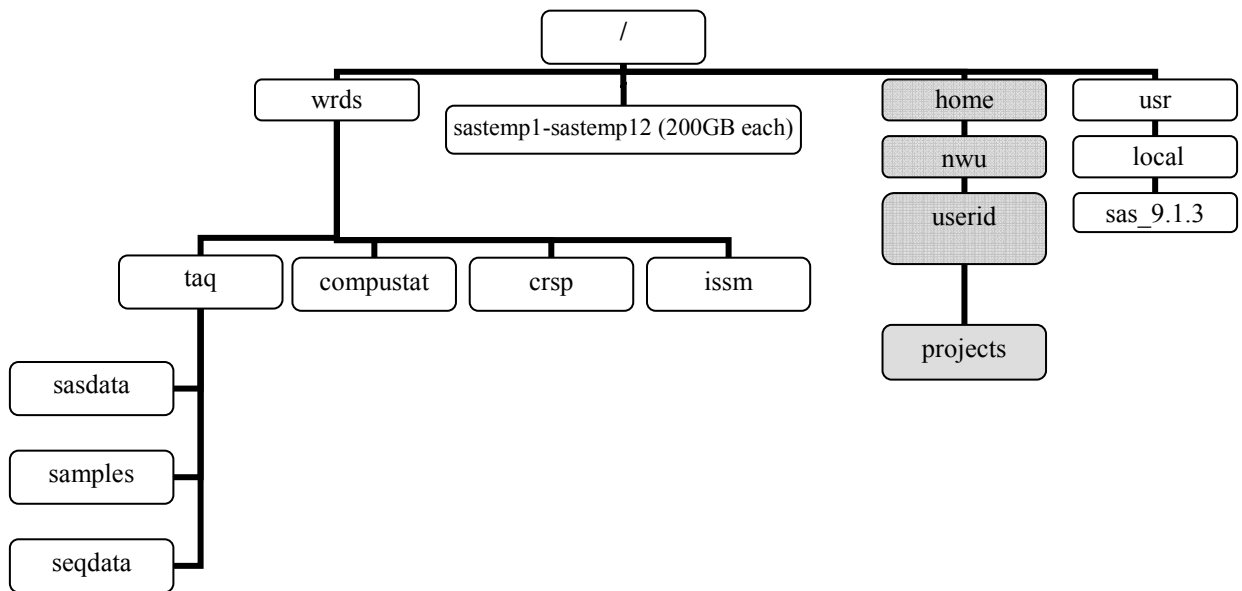 /
wrds
home
usr
sastemp1-sastemp12 (200GB each)
nwu
local
userid
sas_9.1.3
taq
compustat
crsp
issm
projects
sasdata
samples
seqdata